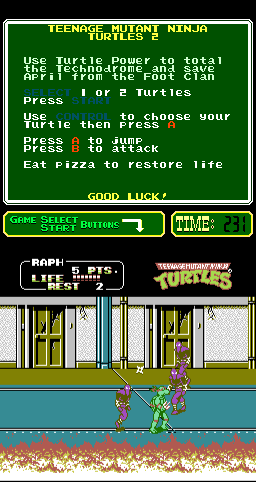 TEENAGE MUTANT NINJA
TURTLES 2
Use Turtle Power to total
the Technodrome and save
April from the Foot Clan
SELECT 1 or 2 Turtles
Press START
Use CONTROL to choose your
Turtle then press A
Press A to jump
Press B to attack
Eat pizza to restore life
GOOD LUCK!
GAME SELECT
START BUTTONS
TIME: 231
RAPH
5 PTS.
LIFE
REST 2
TEENAGE MUTANT NINJA
TURTLES